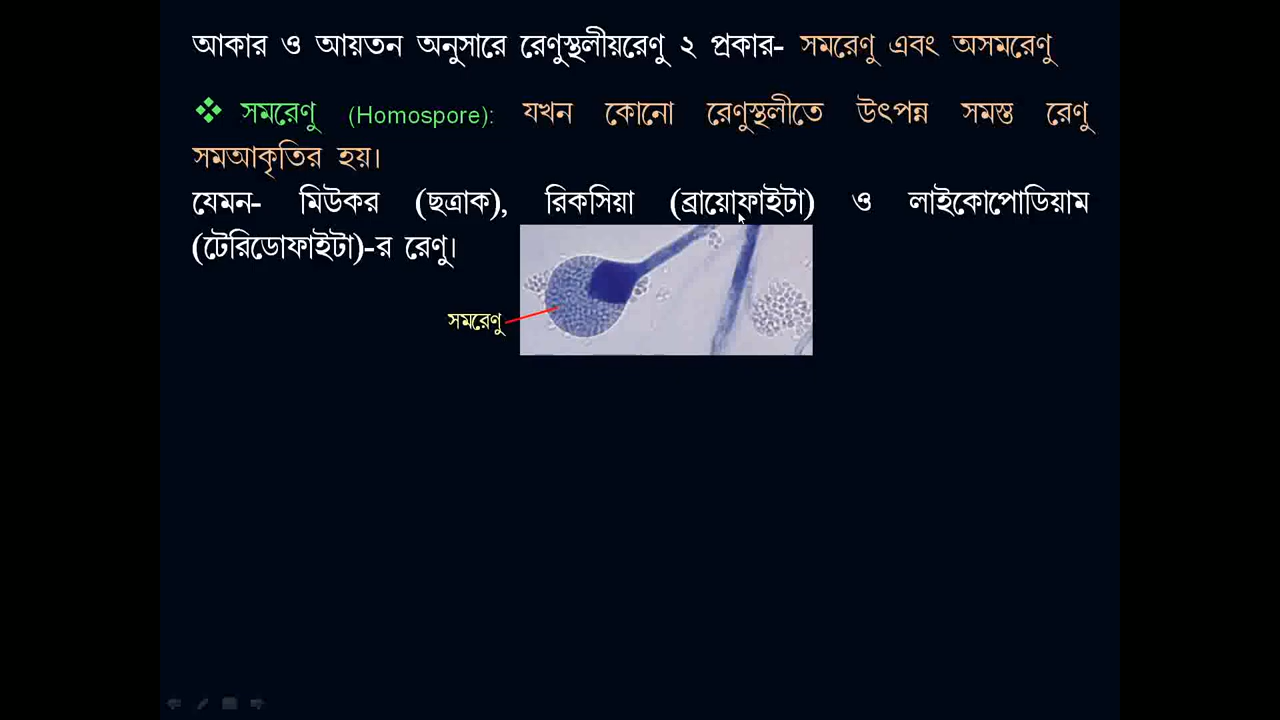 আকার ও আয়তন অনুসারে রেণুস্থলীয়রেণু ২ প্রকার- সমরেণু এবং অসমরেণু
❖ সমরেণু (Homospore): যখন কোনো রেণুস্থলীতে উৎপন্ন সমস্ত রেণু
সমআকৃতির হয়।
যেমন- মিউকর (ছত্রাক), রিকসিয়া (ব্রায়োফাইটা) ও লাইকোপোডিয়াম
(টেরিডোফাইটা)-র রেণু।
সমরেণু